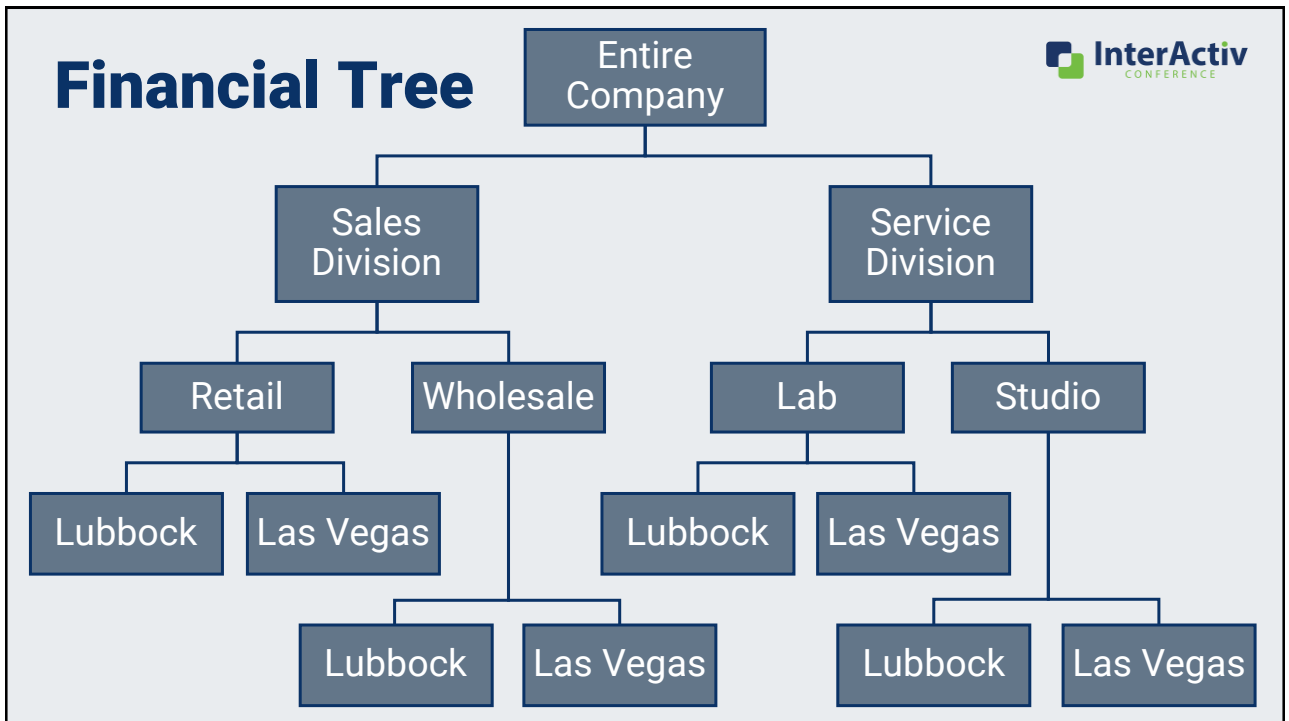 Financial Tree
Entire
Company
InterActiv
CONFERENCE
Sales
Division
Service
Division
Retail
Wholesale
Lab
Studio
Lubbock
Las Vegas
Lubbock
Las Vegas
Lubbock
Las Vegas
Lubbock
Las Vegas